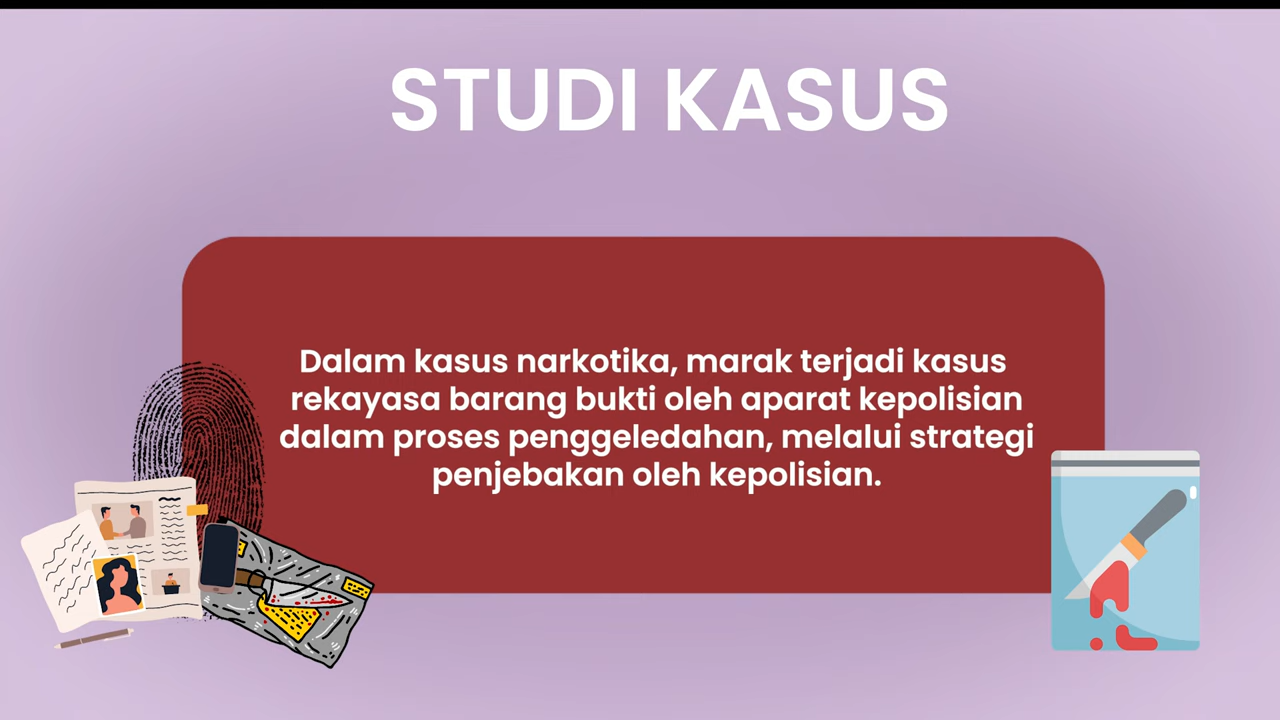 STUDI KASUS
Dalam kasus narkotika, marak terjadi kasus
rekayasa barang bukti oleh aparat kepolisian
dalam proses penggeledahan, melalui strategi
penjebakan oleh kepolisian.